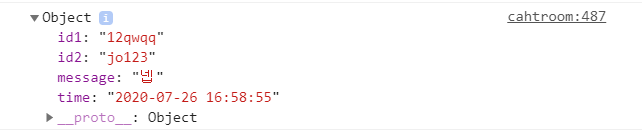 ▼Object i cahtroom:487
id1: "12qwqq"
id2: "jo123"
message: "넵"
time: "2020-07-26 16:58:55"
▶__proto__: Object